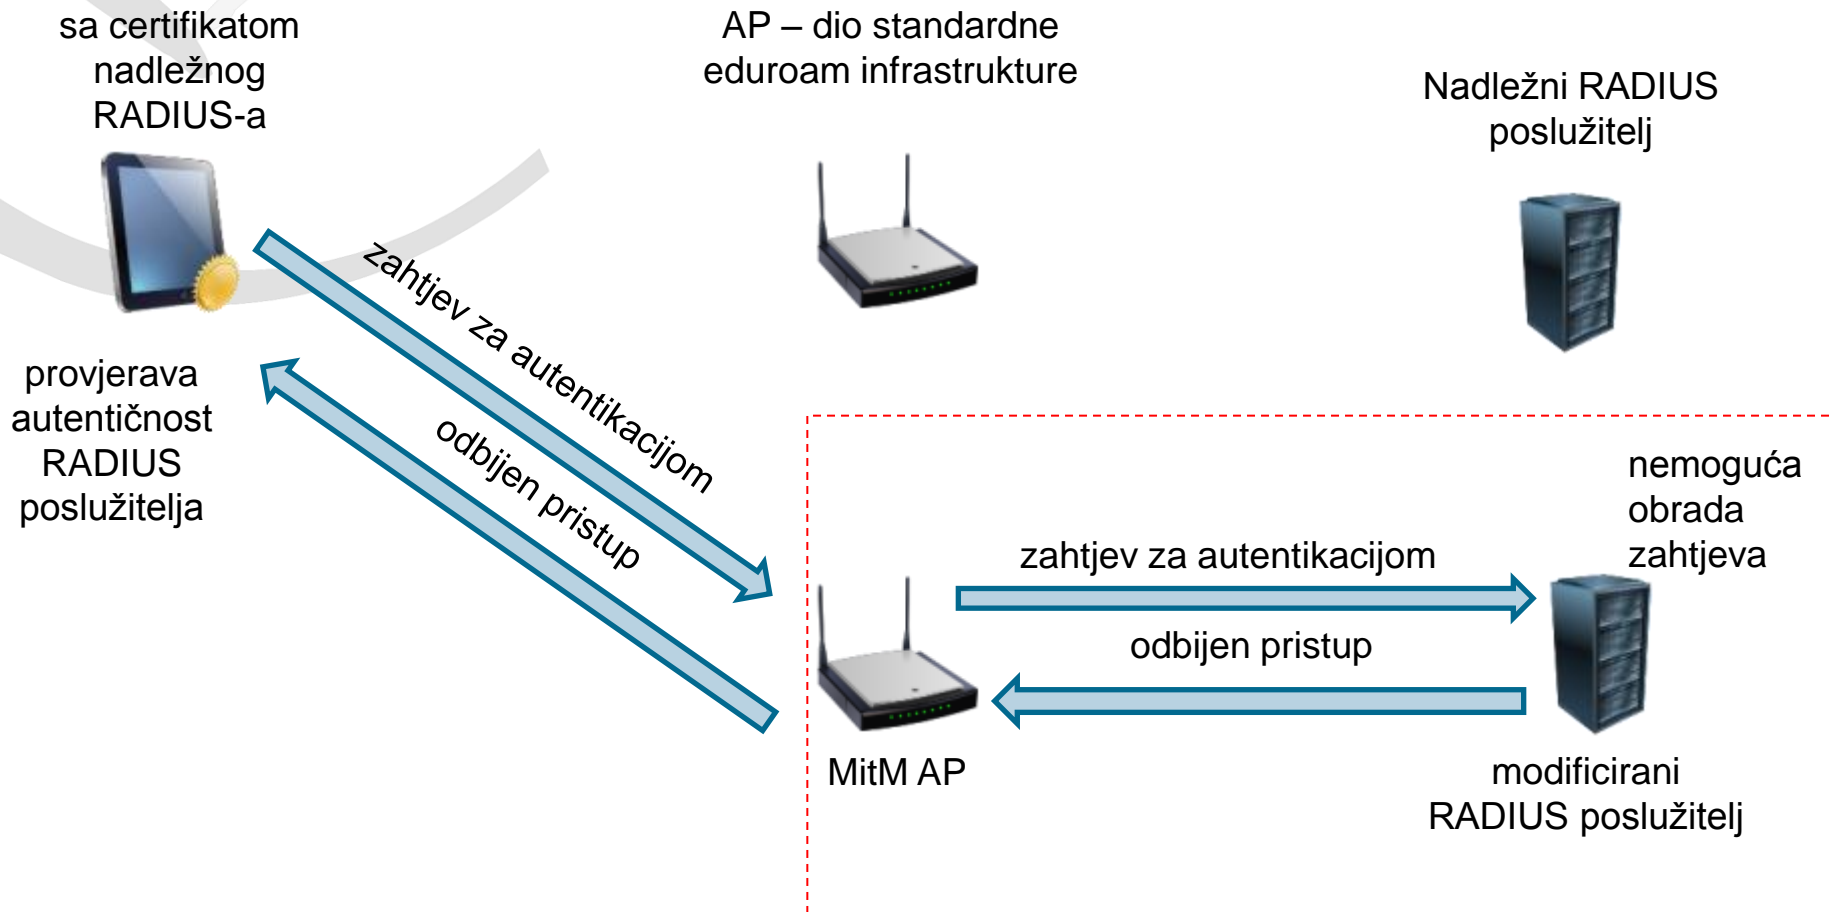 sa certifikatom
nadležnog
RADIUS-a
AP – dio standardne
eduroam infrastrukture
Nadležni RADIUS
poslužitelj
zahtjev za autentikacijom
odbijen pristup
provjerava
autentičnost
RADIUS
poslužitelja
nemoguća
obrada
zahtjeva
zahtjev za autentikacijom
odbijen pristup
MitM AP
modificirani
RADIUS poslužitelj